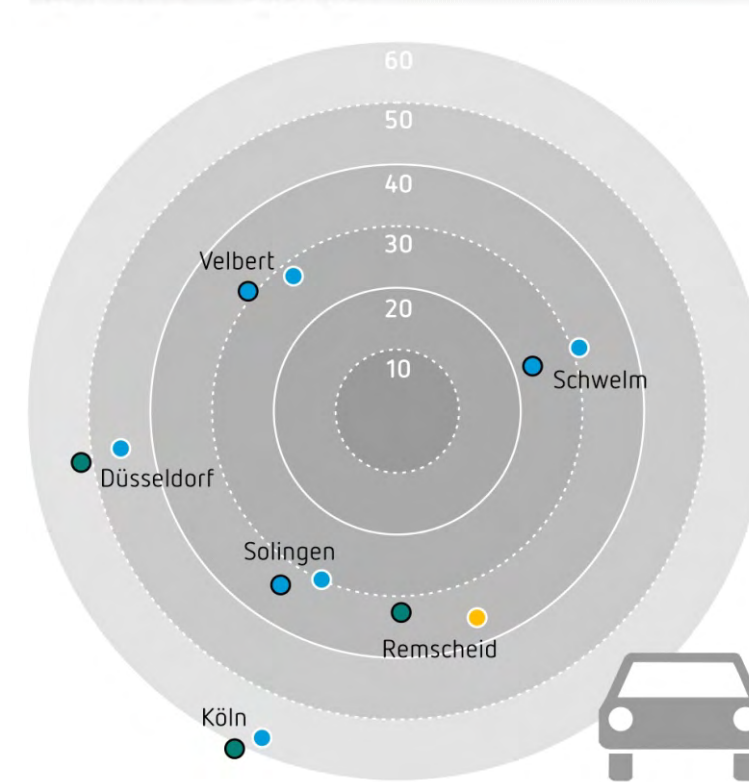 60
50
40
30
20
10
Velbert
Schwelm
Düsseldorf
Solingen
Remscheid
Köln